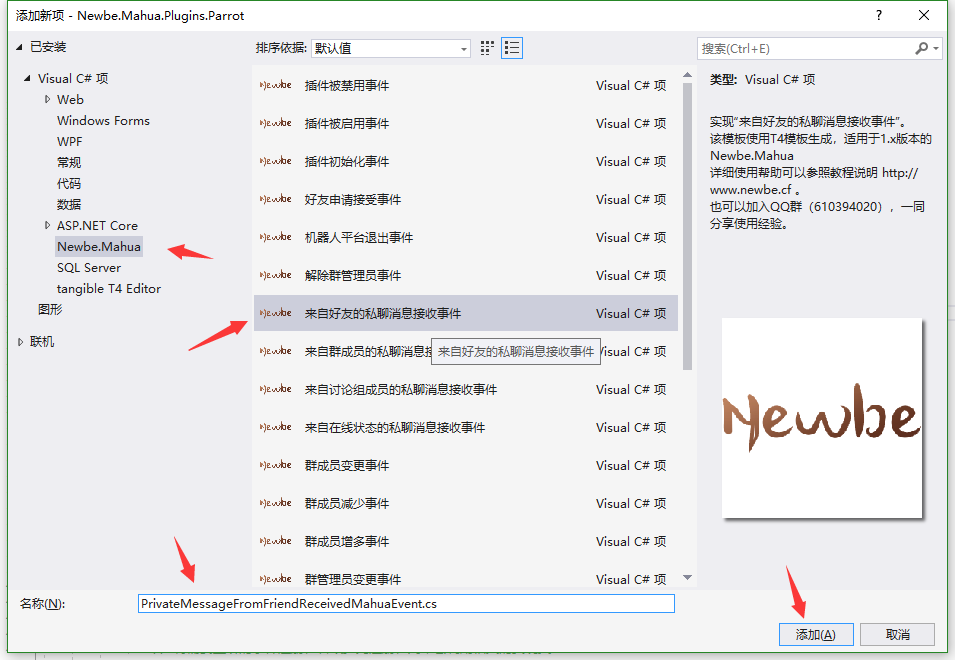 添加新项 - Newbe.Mahua.Plugins.Parrot
?
已安装
Visual C# 项
Web
Windows Forms
WPF
常规
代码
数据
ASP.NET Core
Newbe.Mahua
SQL Server
tangible T4 Editor
图形
联机
排序依据: 默认值
Newbe 插件被禁用事件 Visual C# 项
Newbe 插件被启用事件 Visual C# 项
Newbe 插件初始化事件 Visual C# 项
Newbe 好友申请接受事件 Visual C# 项
Newbe 机器人平台退出事件 Visual C# 项
Newbe 解除群管理员事件 Visual C# 项
Newbe 来自好友的私聊消息接收事件 Visual C# 项
Newbe 来自群成员的私聊消息 Visual C# 项
来自好友的私聊消息接收事件
Newbe 来自讨论组成员的私聊消息接收事件 Visual C# 项
Newbe 来自在线状态的私聊消息接收事件 Visual C# 项
Newbe 群成员变更事件 Visual C# 项
Newbe 群成员减少事件 Visual C# 项
Newbe 群成员增多事件 Visual C# 项
Newbe 群管理员变更事件 Visual C# 项
搜索(Ctrl+E)
类型: Visual C# 项
实现“来自好友的私聊消息接收事件”。
该模板使用T4模板生成，适用于1.x版本的
Newbe.Mahua
详细使用帮助可以参照教程说明 http://
www.newbe.cf 。
也可以加入QQ群（610394020），一同
分享使用经验。
Newbe
名称(N): PrivateMessageFromFriendReceivedMahuaEvent.cs
添加(A) 取消